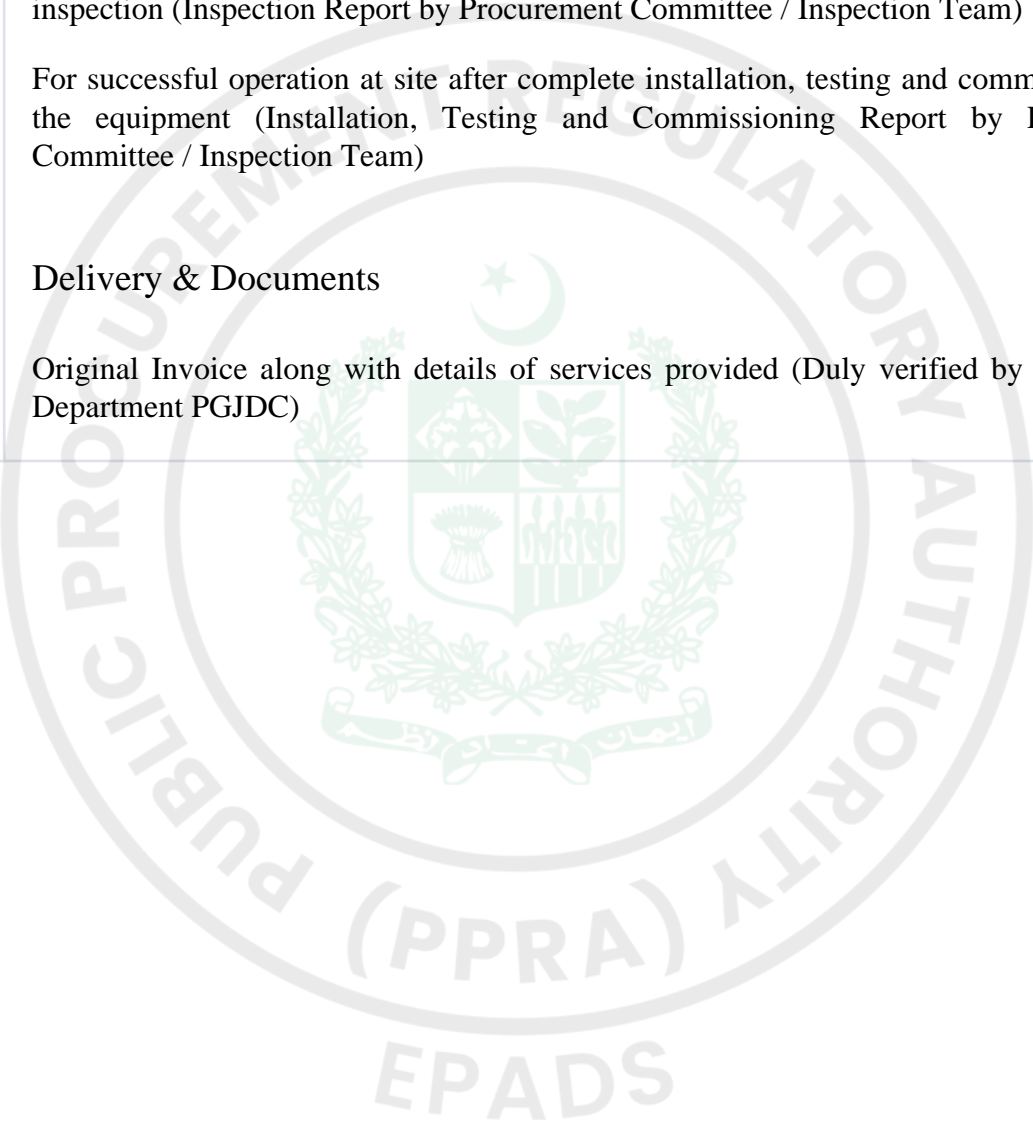 inspection (Inspection Report by Procurement Committee / Inspection Team)
For successful operation at site after complete installation, testing and comm
the equipment (Installation, Testing and Commissioning Report by
Committee / Inspection Team)
Delivery & Documents
Original Invoice along with details of services provided (Duly verified by
Department PGJDC)
PUBLIC PROCUREMENT REGULATORY AUTHORITY
(PPRA)
EPADS